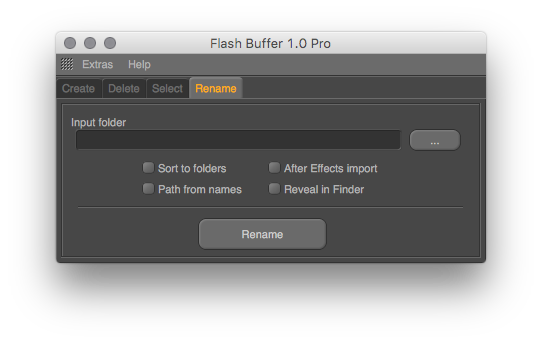 Flash Buffer 1.0 Pro
Extras Help
Create Delete Select Rename
Input folder
...
Sort to folders After Effects import
Path from names Reveal in Finder
Rename